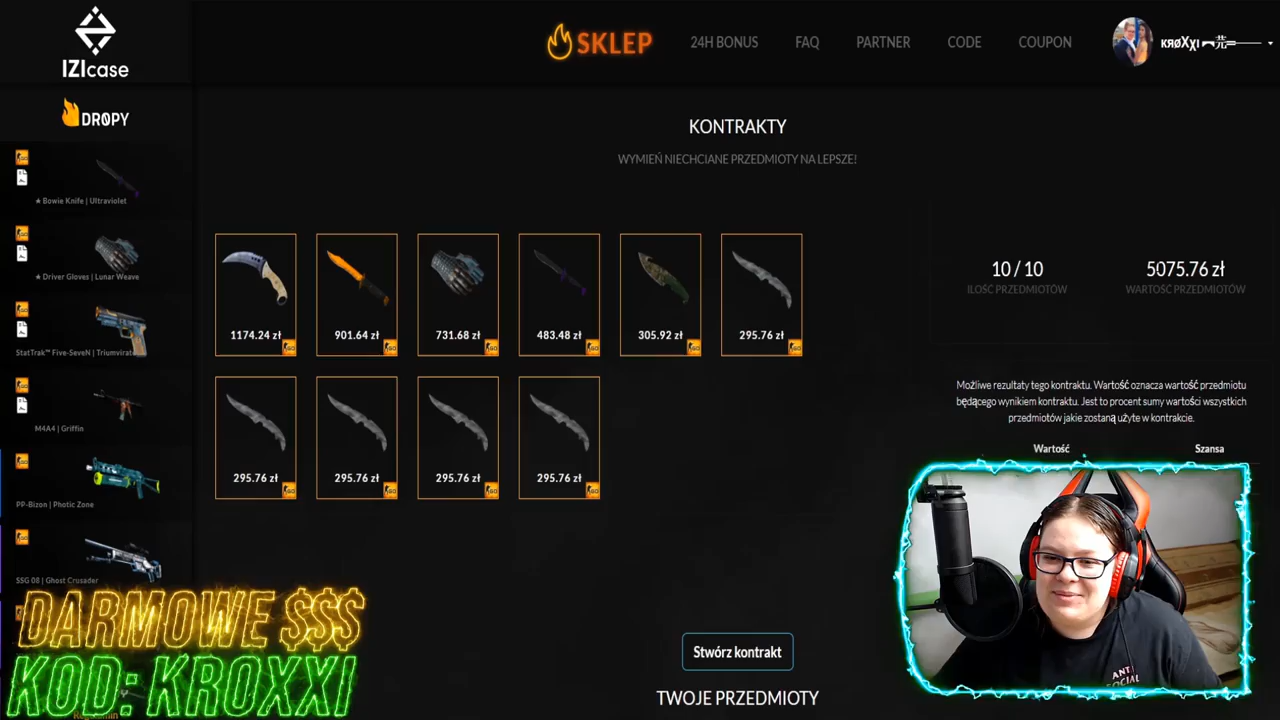 IZIcase
SKLEP
24H BONUS
FAQ
PARTNER
CODE
COUPON
DROPY
KONTRAKTY
WYMIEŃ NIECHCIANE PRZEDMIOTY NA LEPSZE!
★ Bowie Knife | Ultraviolet
★ Driver Gloves | Lunar Weave
StatTrak™ Five-SeveN | Triumvirate
M4A4 | Griffin
PP-Bizon | Photic Zone
SSG 08 | Ghost Crusader
1174.24 zł
901.64 zł
731.68 zł
483.48 zł
305.92 zł
295.76 zł
295.76 zł
295.76 zł
295.76 zł
295.76 zł
10 / 10
ILOŚĆ PRZEDMIOTÓW
5075.76 zł
WARTOŚĆ PRZEDMIOTÓW
Możliwe rezultaty tego kontraktu. Wartość oznacza wartość przedmiotu
będącego wynikiem kontraktu. Jest to procent sumy wartości wszystkich
przedmiotów jakie zostaną użyte w kontrakcie.
Wartość
Szansa
ANTI
SOCIAL
Stwórz kontrakt
TWOJE PRZEDMIOTY
DARMOWE $$$
KOD: KROXXI